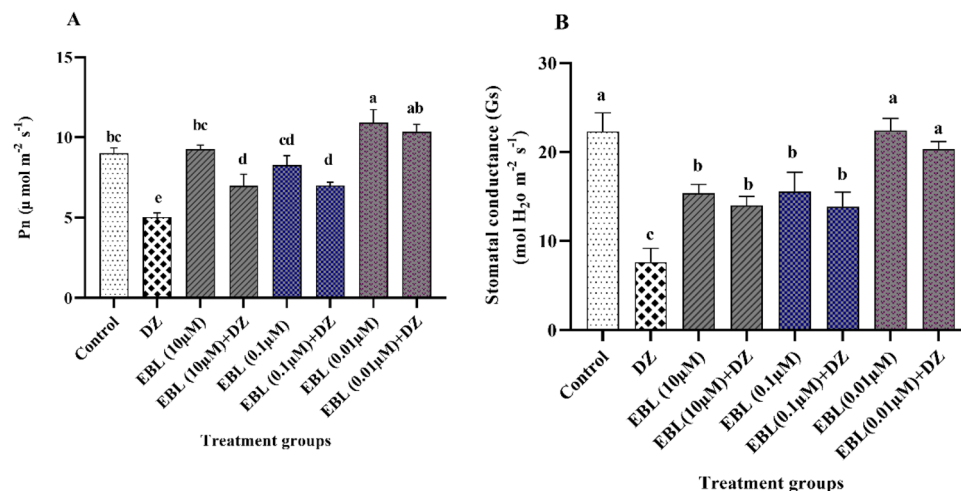 A
Pn (µ mol m⁻² s⁻¹)
15
10
5
0
bc
e
bc
d
cd
d
a
ab
Control
DZ
EBL (10µM)
EBL (10µM)+DZ
EBL (0.1µM)
EBL (0.1µM)+DZ
EBL (0.01µM)
EBL (0.01µM)+DZ
Treatment groups
B
Stomatal conductance (Gs)
(mol H₂o m⁻² s⁻¹)
30
20
10
0
a
c
b
b
b
b
a
a
Control
DZ
EBL (10µM)
EBL(10µM)+DZ
EBL (0.1µM)
EBL(0.1µM)+DZ
EBL(0.01µM)
EBL(0.01µM)+DZ
Treatment groups